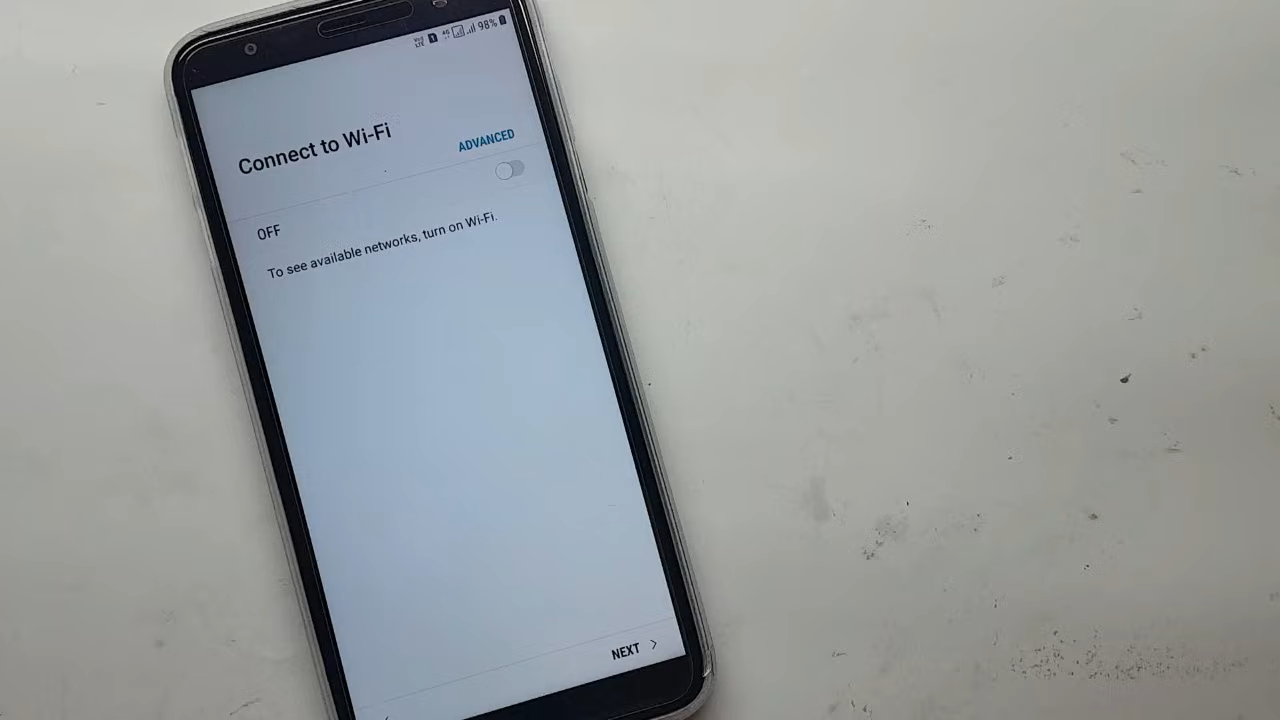 98%
Connect to Wi-Fi
ADVANCED
OFF
To see available networks, turn on Wi-Fi.
NEXT